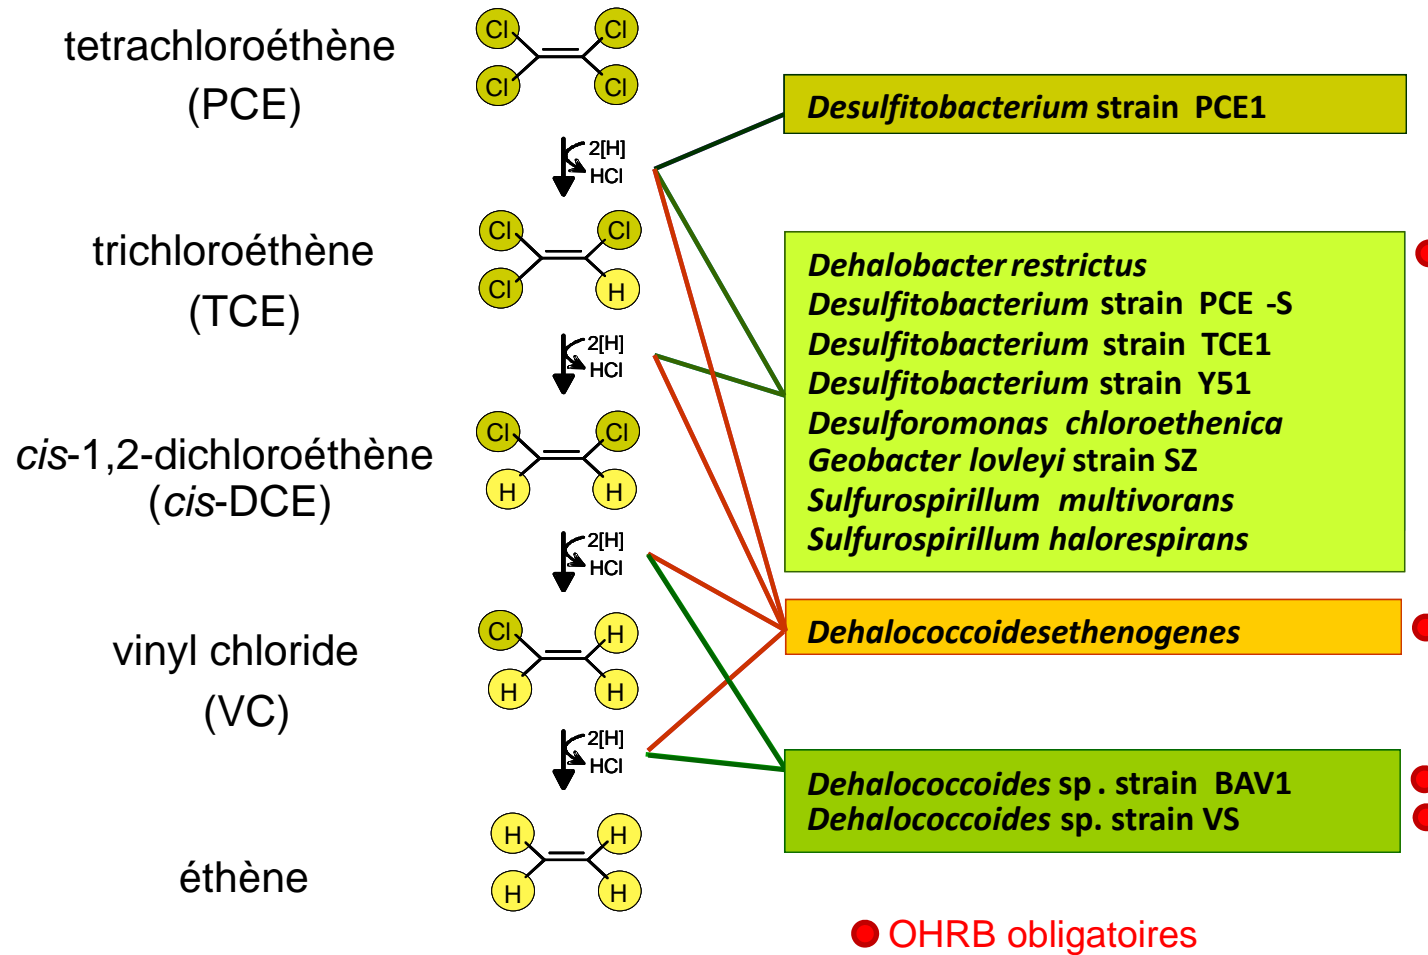 tetrachloroéthène
(PCE)
Cl Cl
Cl Cl
2[H]
HCl
trichloroéthène
(TCE)
Cl Cl
Cl H
2[H]
HCl
cis-1,2-dichloroéthène
(cis-DCE)
Cl Cl
H H
2[H]
HCl
vinyl chloride
(VC)
Cl H
H H
2[H]
HCl
éthène
H H
H H
Desulfitobacterium strain PCE1
Dehalobacter restrictus
Desulfitobacterium strain PCE -S
Desulfitobacterium strain TCE1
Desulfitobacterium strain Y51
Desulforomonas chloroethenica
Geobacter lovleyi strain SZ
Sulfurospirillum multivorans
Sulfurospirillum halorespirans
Dehalococcoidesethenogenes
Dehalococcoides sp . strain BAV1
Dehalococcoides sp. strain VS
OHRB obligatoires